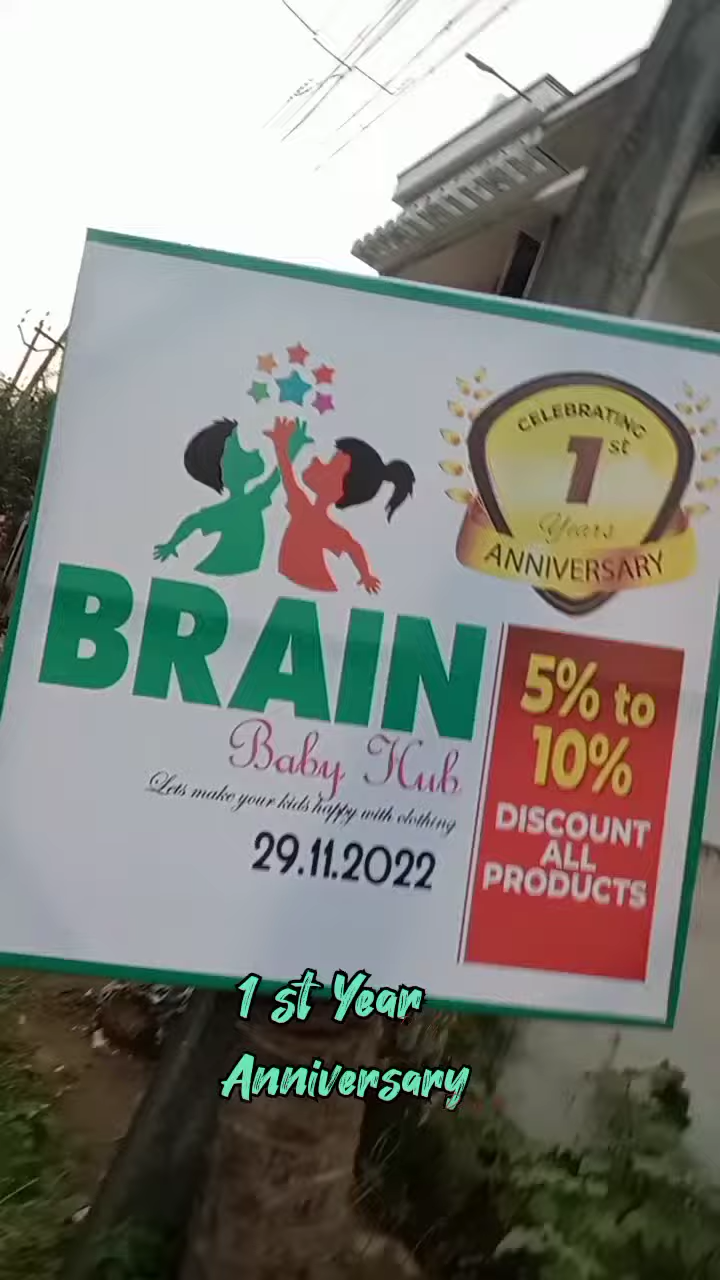 CELEBRATING
1st
Years
ANNIVERSARY
BRAIN
Baby Hub
Lets make your kids happy with clothing
29.11.2022
5% to
10%
DISCOUNT
ALL
PRODUCTS
1 st Year
Anniversary